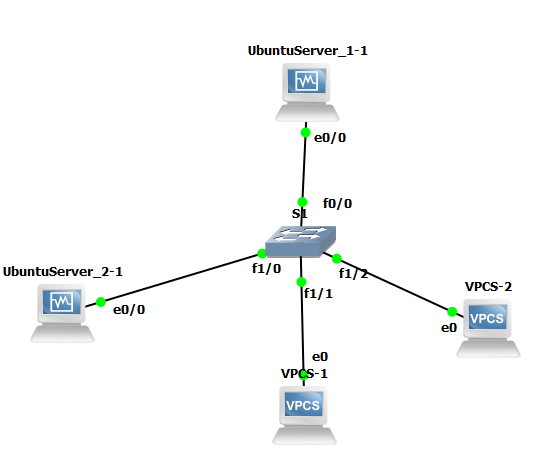 UbuntuServer_1-1
e0/0
f0/0
S1
f1/0
f1/2
f1/1
UbuntuServer_2-1
e0/0
VPCS-2
VPCS
e0
e0
VPCS-1
VPCS